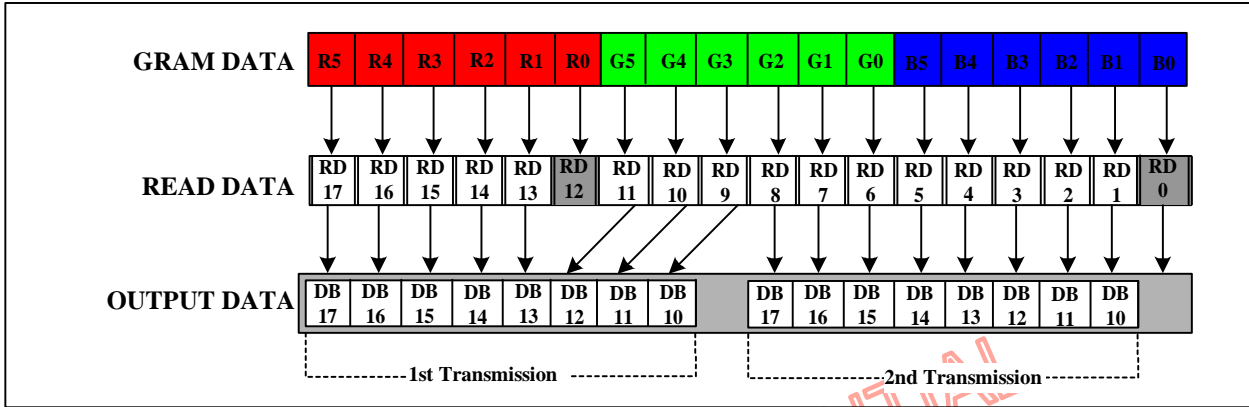 GRAM DATA R5 R4 R3 R2 R1 R0 G5 G4 G3 G2 G1 G0 B5 B4 B3 B2 B1 B0
READ DATA RD 17 RD 16 RD 15 RD 14 RD 13 RD 12 RD 11 RD 10 RD 9 RD 8 RD 7 RD 6 RD 5 RD 4 RD 3 RD 2 RD 1 RD 0
OUTPUT DATA DB 17 DB 16 DB 15 DB 14 DB 13 DB 12 DB 11 DB 10 DB 17 DB 16 DB 15 DB 14 DB 13 DB 12 DB 11 DB 10
1st Transmission 2nd Transmission